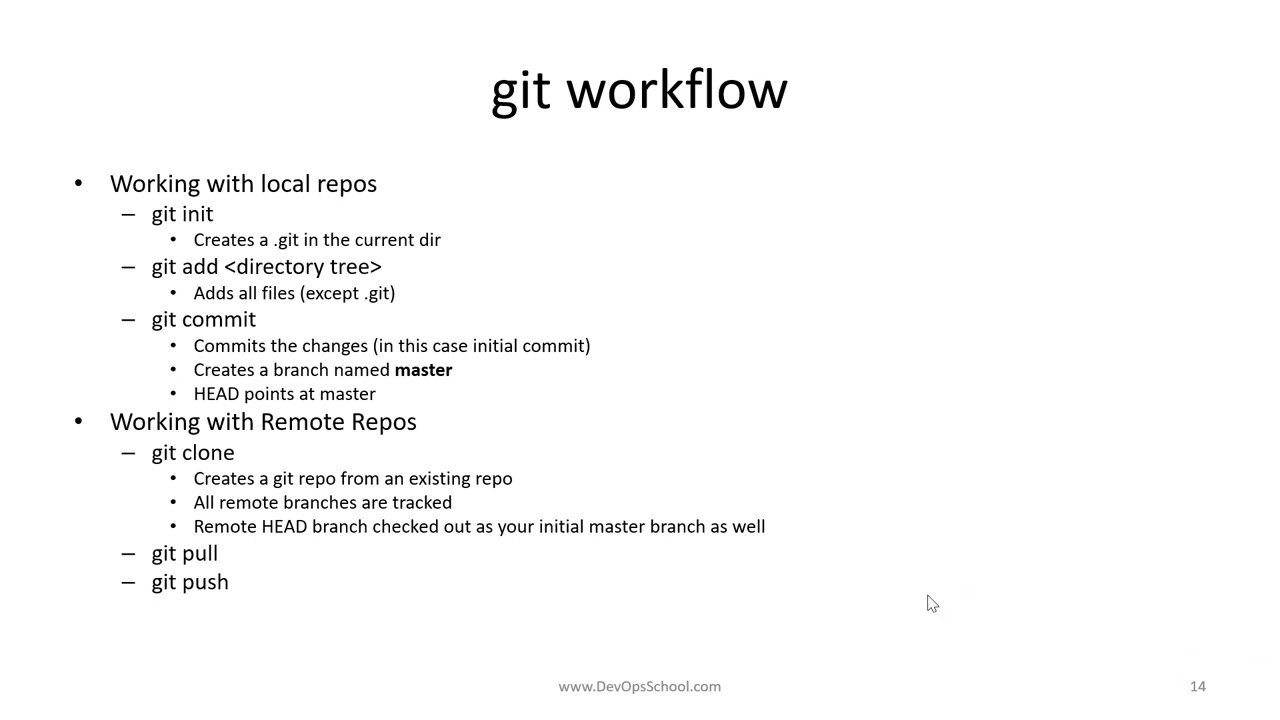 git workflow
• Working with local repos
– git init
• Creates a .git in the current dir
– git add <directory tree>
• Adds all files (except .git)
– git commit
• Commits the changes (in this case initial commit)
• Creates a branch named master
• HEAD points at master
• Working with Remote Repos
– git clone
• Creates a git repo from an existing repo
• All remote branches are tracked
• Remote HEAD branch checked out as your initial master branch as well
– git pull
– git push
www.DevOpsSchool.com
14